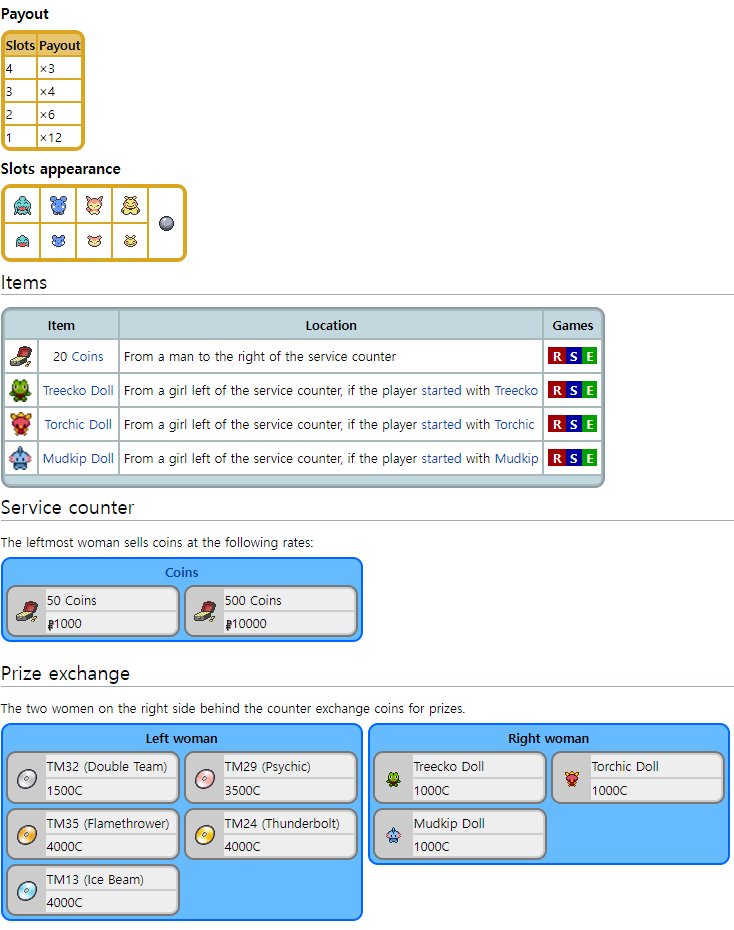 Payout
Slots Payout
4 ×3
3 ×4
2 ×6
1 ×12
Slots appearance
Items
Item Location Games
20 Coins From a man to the right of the service counter R S E
Treecko Doll From a girl left of the service counter, if the player started with Treecko R S E
Torchic Doll From a girl left of the service counter, if the player started with Torchic R S E
Mudkip Doll From a girl left of the service counter, if the player started with Mudkip R S E
Service counter
The leftmost woman sells coins at the following rates:
Coins
50 Coins 500 Coins
₽1000 ₽10000
Prize exchange
The two women on the right side behind the counter exchange coins for prizes.
Left woman
TM32 (Double Team) TM29 (Psychic)
1500C 3500C
TM35 (Flamethrower) TM24 (Thunderbolt)
4000C 4000C
TM13 (Ice Beam)
4000C
Right woman
Treecko Doll Torchic Doll
1000C 1000C
Mudkip Doll
1000C